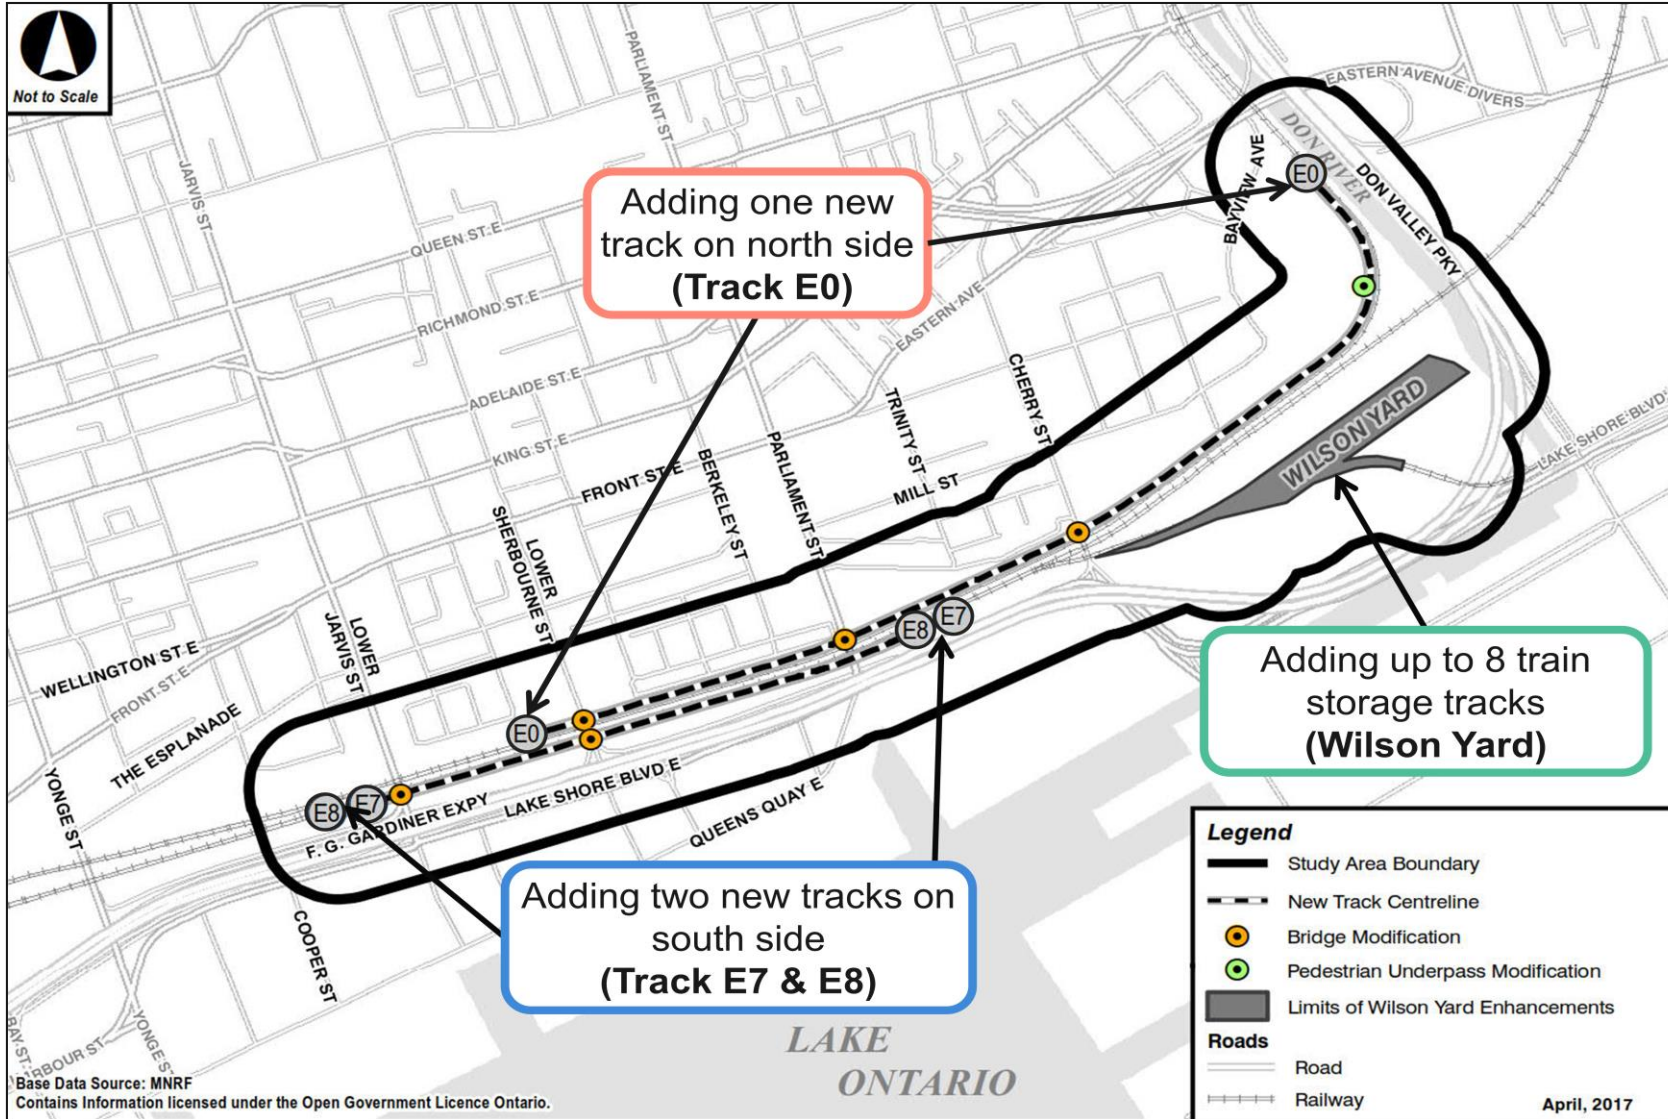 Not to Scale
PARLIAMENT ST
JARVIS ST
QUEEN ST E
RICHMOND ST E
ADELAIDE ST E
KING ST E
FRONT ST E
EASTERN AVE
EASTERN AVENUE DIVERS
DON RIVER
DON VALLEY PKY
BAYVIEW AVE
E0
Adding one new
track on north side
(Track E0)
CHERRY ST
TRINITY ST
MILL ST
PARLIAMENT ST
BERKELEY ST
LOWER
SHERBOURNE ST
LOWER
JARVIS ST
WELLINGTON ST E
FRONT ST E
THE ESPLANADE
YONGE ST
WILSON YARD
LAKE SHORE BLVD
E7
E8
E0
E7
E8
F. G. GARDINER EXPY
LAKE SHORE BLVD E
QUEENS QUAY E
COOPER ST
Adding up to 8 train
storage tracks
(Wilson Yard)
Adding two new tracks on
south side
(Track E7 & E8)
LAKE
ONTARIO
BAY ST
RBOUR ST
YONGE ST
Legend
Study Area Boundary
New Track Centreline
Bridge Modification
Pedestrian Underpass Modification
Limits of Wilson Yard Enhancements
Roads
Road
Railway
April, 2017
Base Data Source: MNRF
Contains Information licensed under the Open Government Licence Ontario.